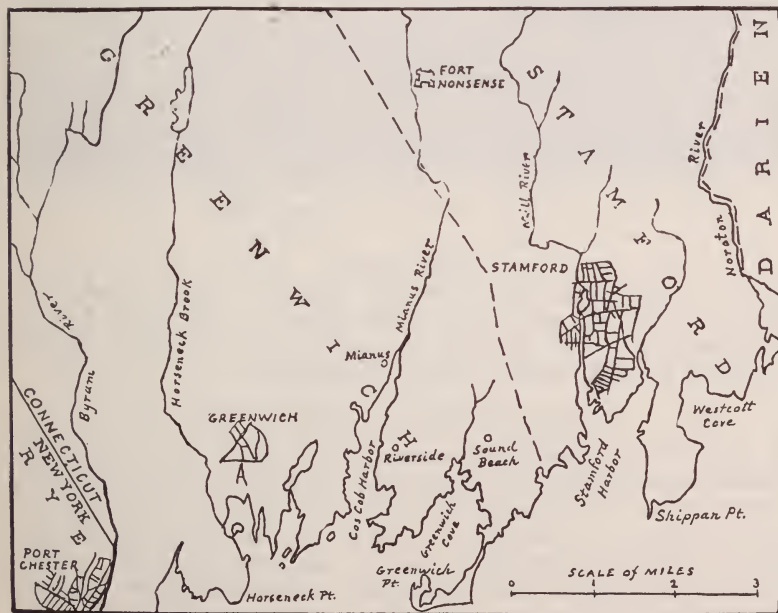 GREENWICH
FORT
NONSENSE
STAMFORD
DARIEN
Mill River
Noroton River
STAMFORD
Mianus River
Horseneck Brook
Mianus
Byrum River
CONNECTICUT
NEW YORK
RYE
GREENWICH
A
Riverside
Sound
Beach
Westcott
Cove
Cos Cob Harbor
Stamford
Harbor
Greenwich
Cove
Shippan Pt.
PORT
CHESTER
Greenwich
Pt.
Horseneck Pt.
SCALE OF MILES
0 1 2 3